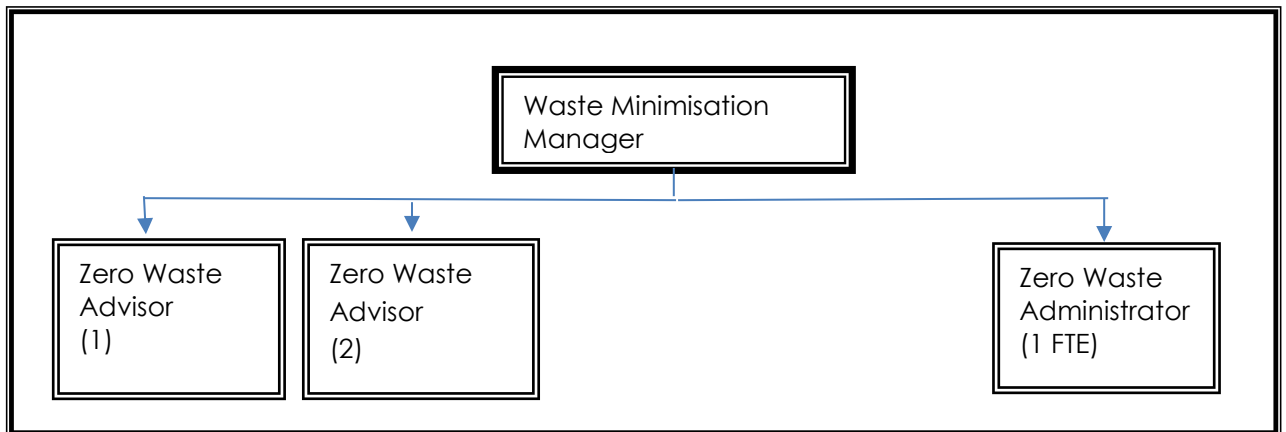 Waste Minimisation
Manager
Zero Waste
Advisor
(1)
Zero Waste
Advisor
(2)
Zero Waste
Administrator
(1 FTE)